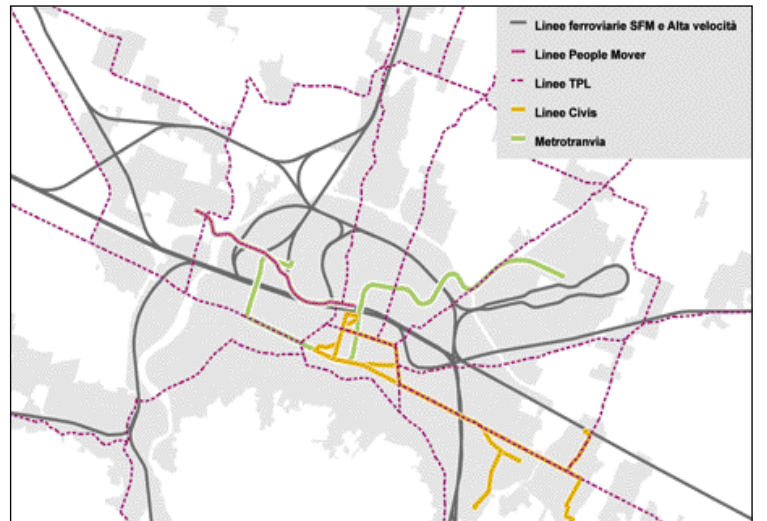 Linee ferroviarie SFM e Alta velocità
Linee People Mover
Linee TPL
Linee Civis
Metrotranvia